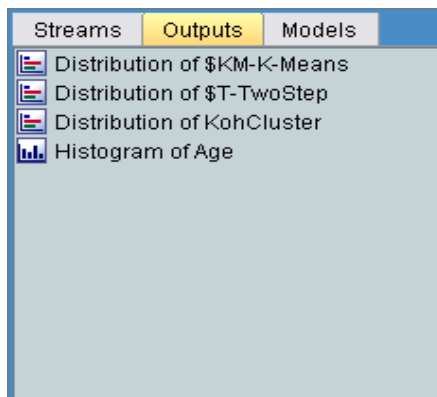 Streams Outputs Models
Distribution of $KM-K-Means
Distribution of $T-TwoStep
Distribution of KohCluster
Histogram of Age